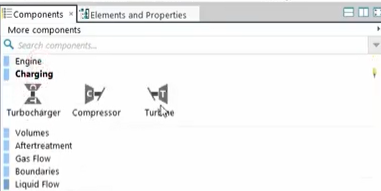 Components × Elements and Properties
More components...
Search components...
Engine
Charging
C T
Turbocharger Compressor Turbine
Volumes
Aftertreatment
Gas Flow
Boundaries
Liquid Flow